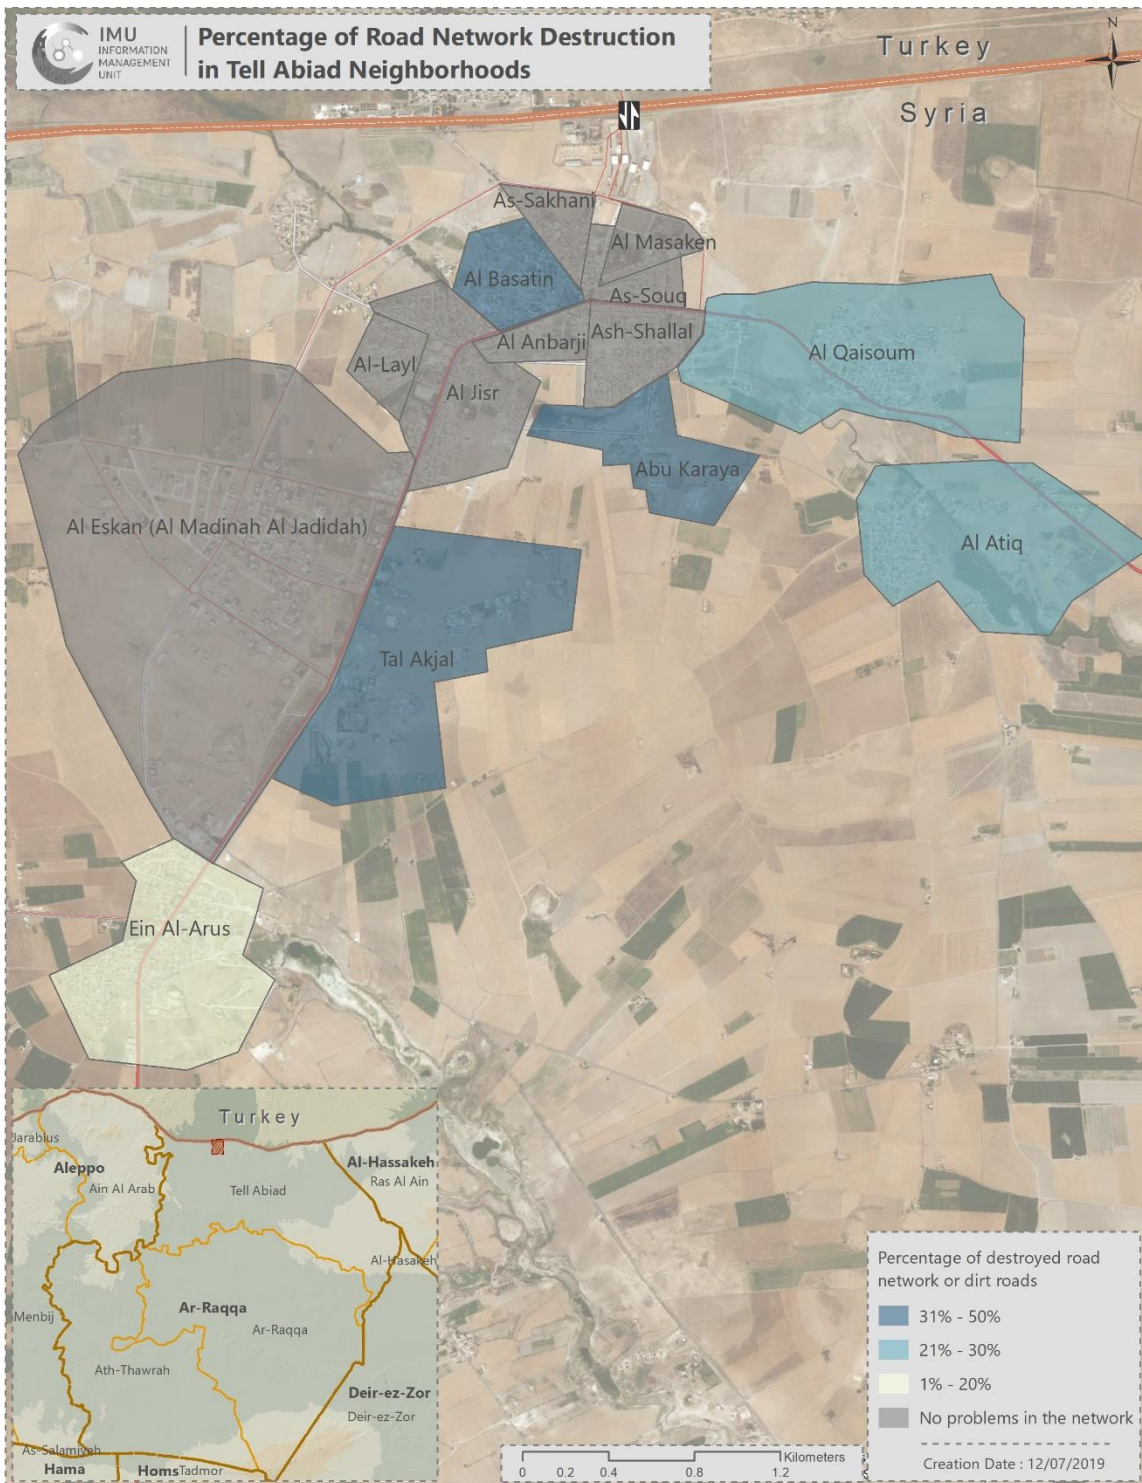 IMU
INFORMATION
MANAGEMENT
UNIT
Percentage of Road Network Destruction
in Tell Abiad Neighborhoods
Turkey
N
Syria
As-Sakhani
Al Masaken
Al Basatin
As-Souq
Ash-Shallal
Al Anbarji
Al Qaisoum
Al-Layl
Al Jisr
Abu Karaya
Al Eskan (Al Madinah Al Jadidah)
Al Atiq
Tal Akjal
Ein Al-Arus
Turkey
Jarablus
Aleppo
Al-Hassakeh
Ras Al Ain
Ain Al Arab
Tell Abiad
Al-Hasakeh
Menbij
Ar-Raqqa
Ar-Raqqa
Ath-Thawrah
Deir-ez-Zor
Deir-ez-Zor
As-Salamiyeh
Hama
Homs
Tadmor
Percentage of destroyed road
network or dirt roads
31% - 50%
21% - 30%
1% - 20%
No problems in the network
Creation Date : 12/07/2019
Kilometers
0 0.2 0.4 0.8 1.2